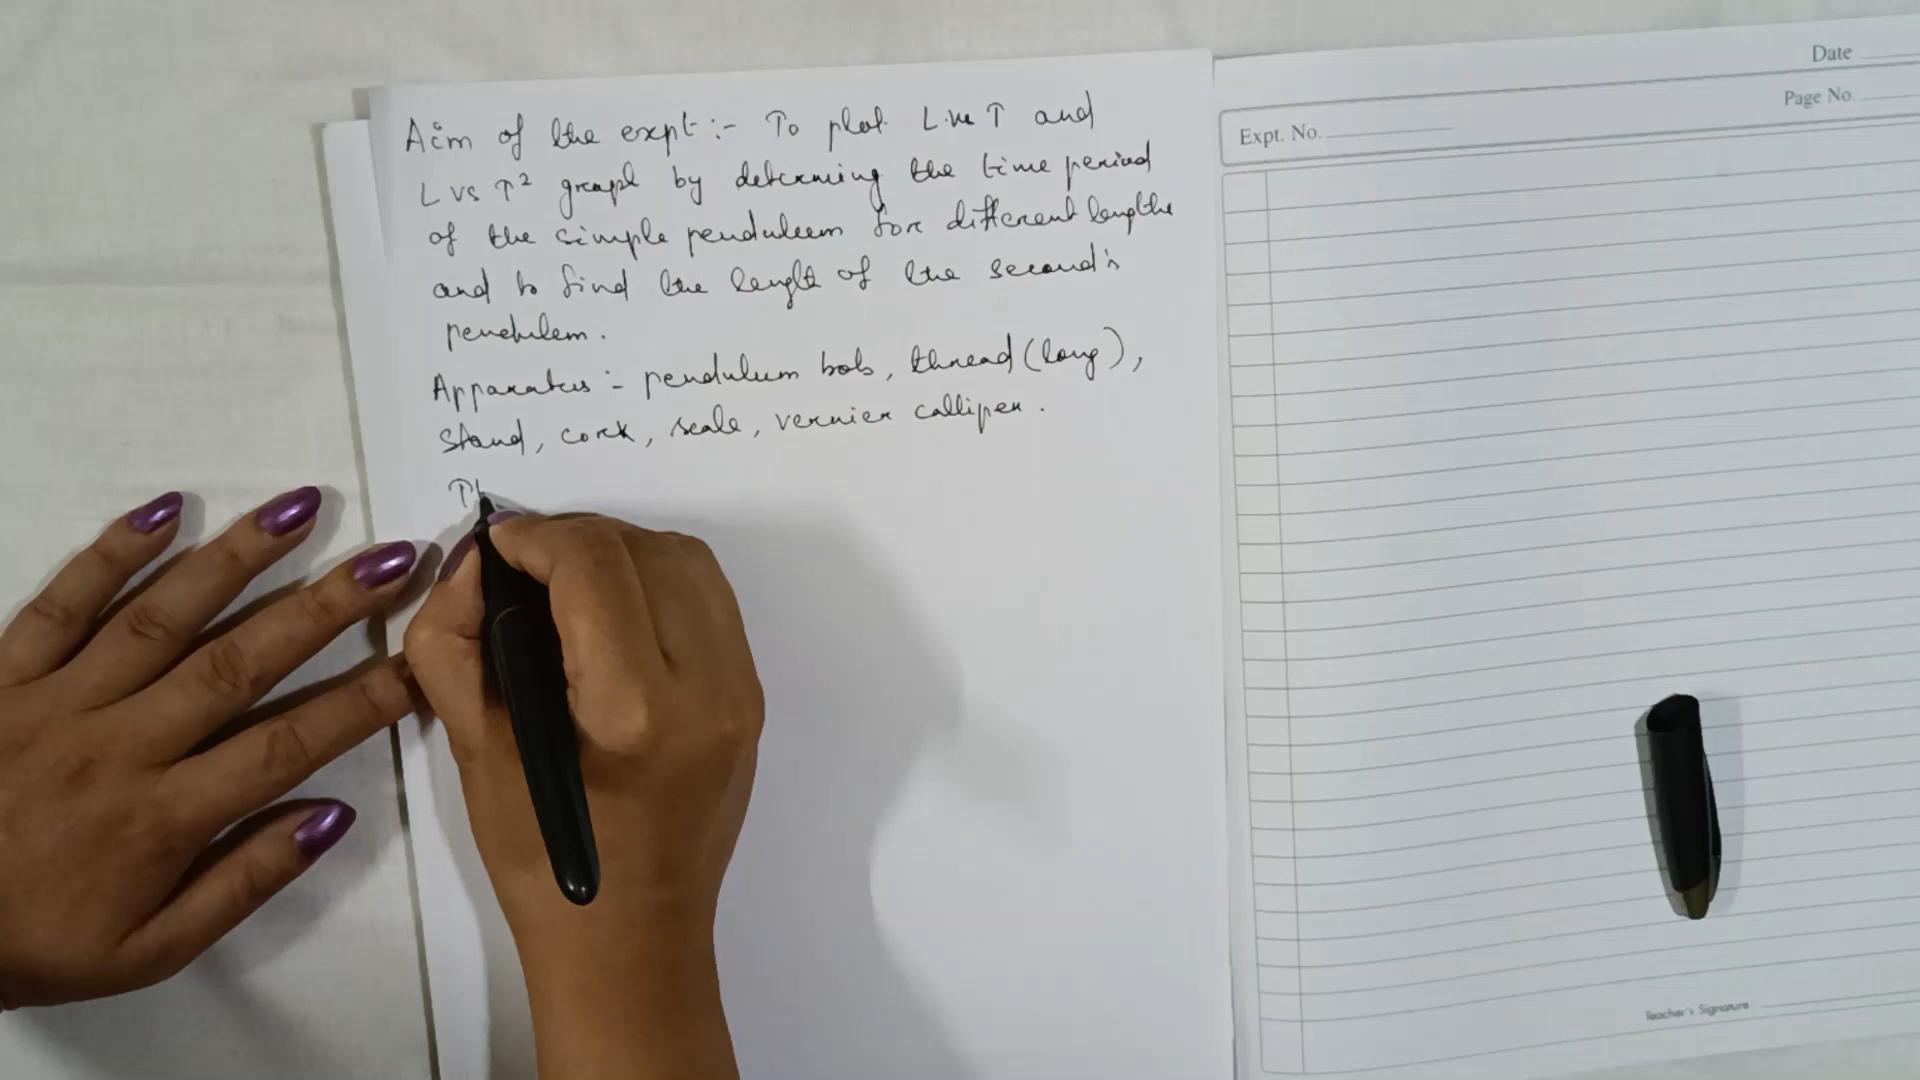 Aim of the expt :- To plot L vs T and
L vs T² graph by determing the time period
of the simple pendulum for different lengths
and to find the length of the second's
pendulum.
Apparatus :- pendulum bob, thread (long),
stand, cork, scale, vernier calliper.
Th
Date
Page No.
Expt. No.
Teacher's Signature